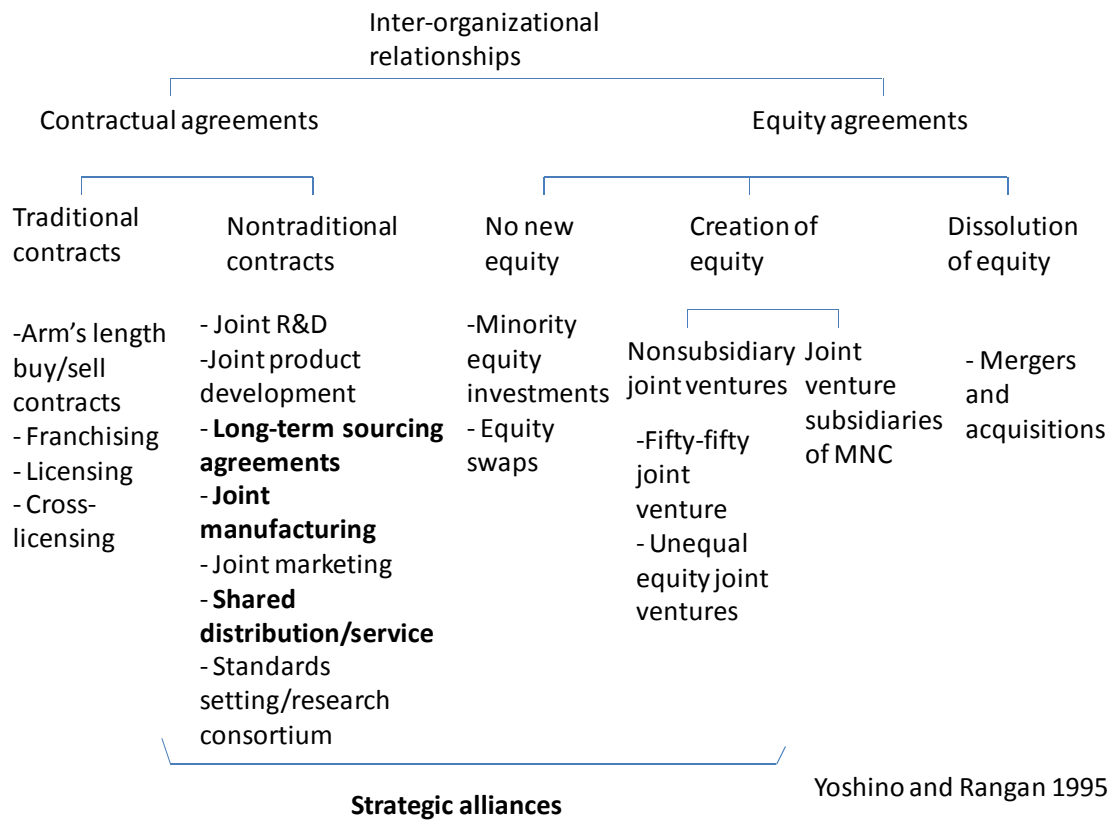 Inter-organizational
relationships
Contractual agreements
Equity agreements
Traditional
contracts
Nontraditional
contracts
No new
equity
Creation of
equity
Dissolution
of equity
-Arm’s length
buy/sell
contracts
- Franchising
- Licensing
- Cross-
licensing
- Joint R&D
-Joint product
development
- Long-term sourcing
agreements
- Joint
manufacturing
- Joint marketing
- Shared
distribution/service
- Standards
setting/research
consortium
-Minority
equity
investments
- Equity
swaps
Nonsubsidiary
joint ventures
-Fifty-fifty
joint
venture
- Unequal
equity joint
ventures
Joint
venture
subsidiaries
of MNC
- Mergers
and
acquisitions
Strategic alliances
Yoshino and Rangan 1995